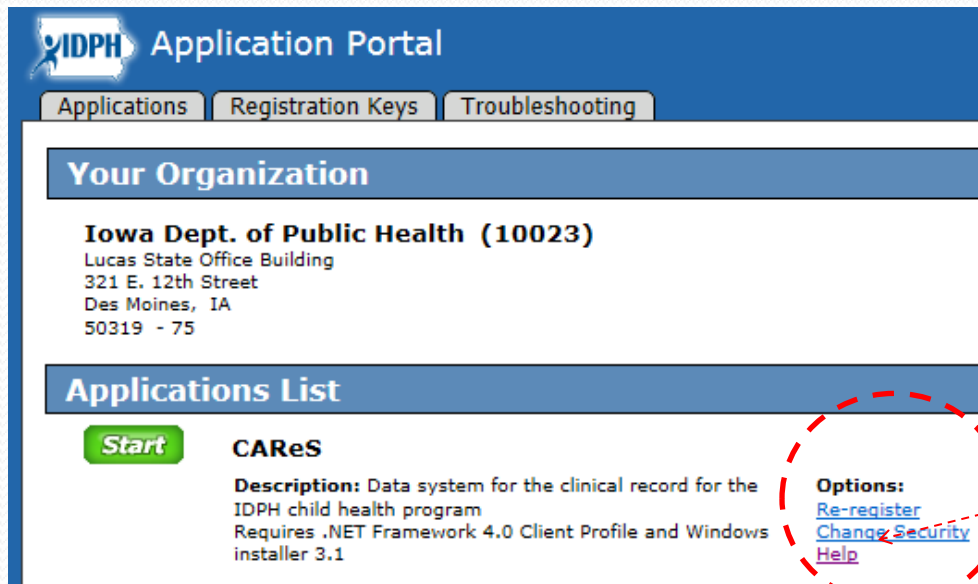 IDPH Application Portal
Applications Registration Keys Troubleshooting
Your Organization
Iowa Dept. of Public Health (10023)
Lucas State Office Building
321 E. 12th Street
Des Moines, IA
50319 - 75
Applications List
Start CAReS
Description: Data system for the clinical record for the
IDPH child health program
Requires .NET Framework 4.0 Client Profile and Windows
installer 3.1
Options:
Re-register
Change Security
Help